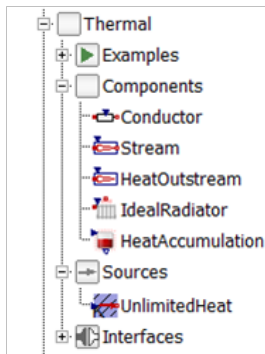 Thermal
Examples
Components
Conductor
Stream
HeatOutstream
IdealRadiator
HeatAccumulation
Sources
UnlimitedHeat
Interfaces